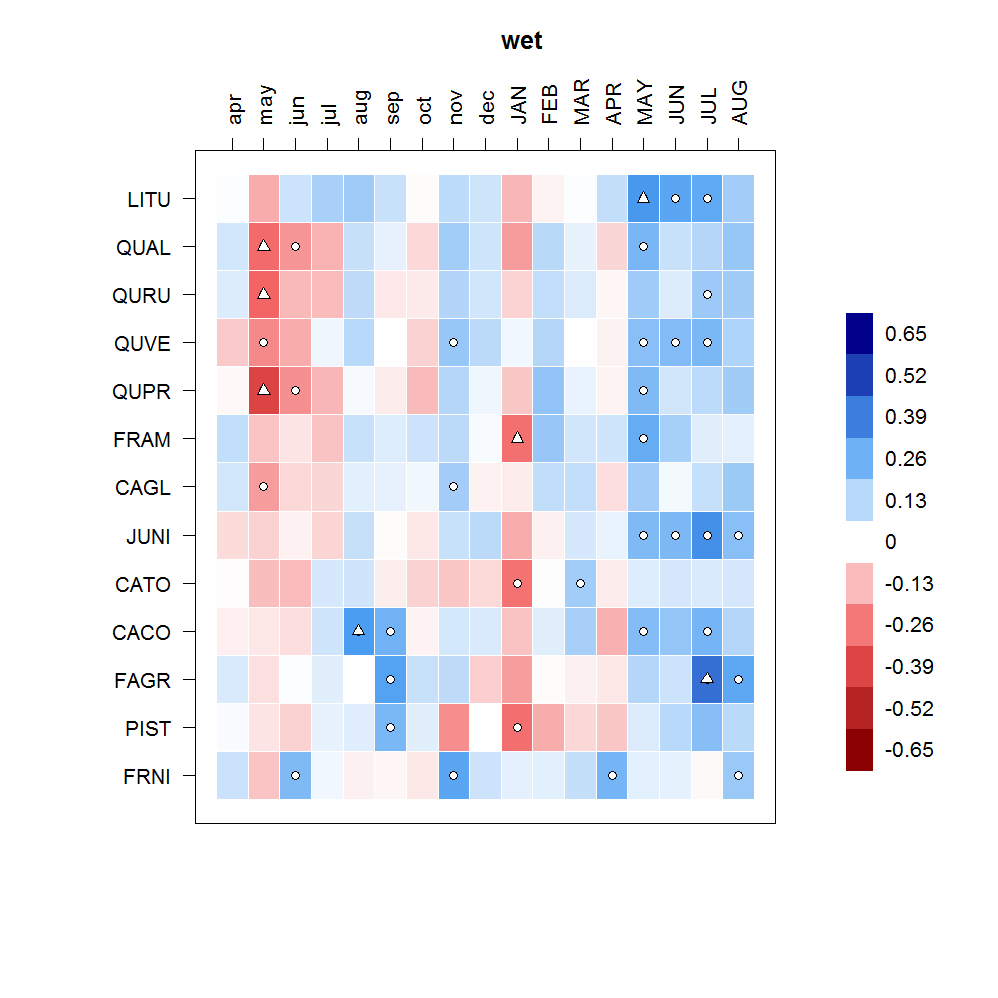 wet
apr may jun jul aug sep oct nov dec JAN FEB MAR APR MAY JUN JUL AUG
LITU
QUAL
QURU
QUVE
QUPR
FRAM
CAGL
JUNI
CATO
CACO
FAGR
PIST
FRNI
0.65
0.52
0.39
0.26
0.13
0
-0.13
-0.26
-0.39
-0.52
-0.65